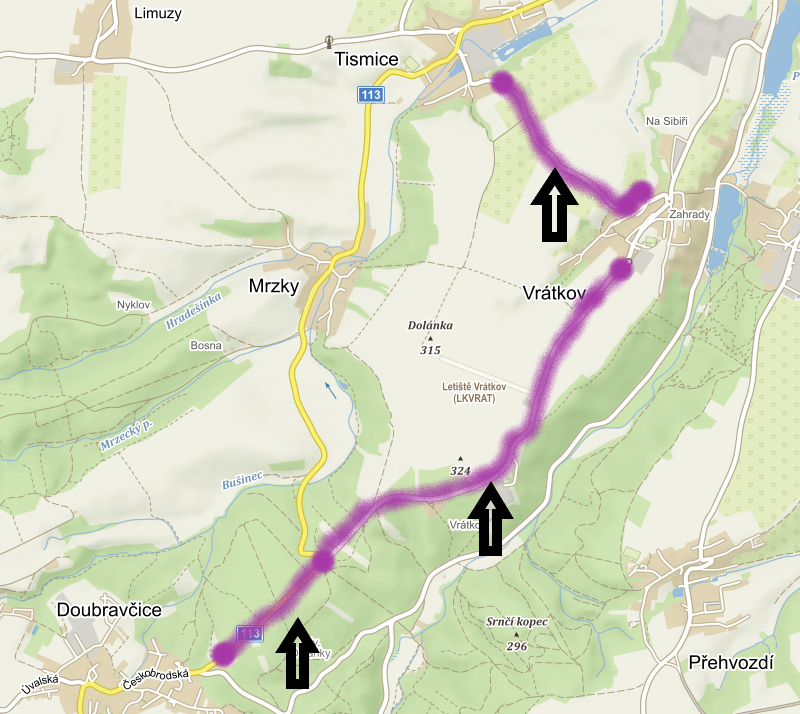 Limuzy
Tismice
113
P
Na Sibiři
Zahrady
Mrzky
Vrátkov
Nyklov
Hradešínka
Bosna
Dolánka
315
Letiště Vrátkov
(LKVRAT)
Mrzecký p.
324
Bušinec
Doubravčice
113
Srnčí kopec
296
Přehvozdí
Českobrodská
Úvalská